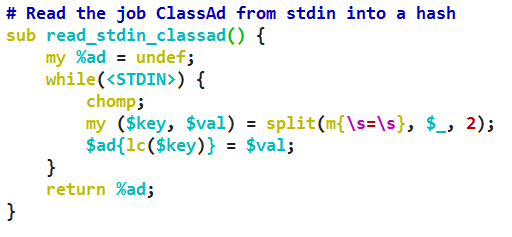 # Read the job ClassAd from stdin into a hash
sub read_stdin_classad() {
    my %ad = undef;
    while(<STDIN>) {
        chomp;
        my ($key, $val) = split(m{\s=\s}, $_, 2);
        $ad{lc($key)} = $val;
    }
    return %ad;
}